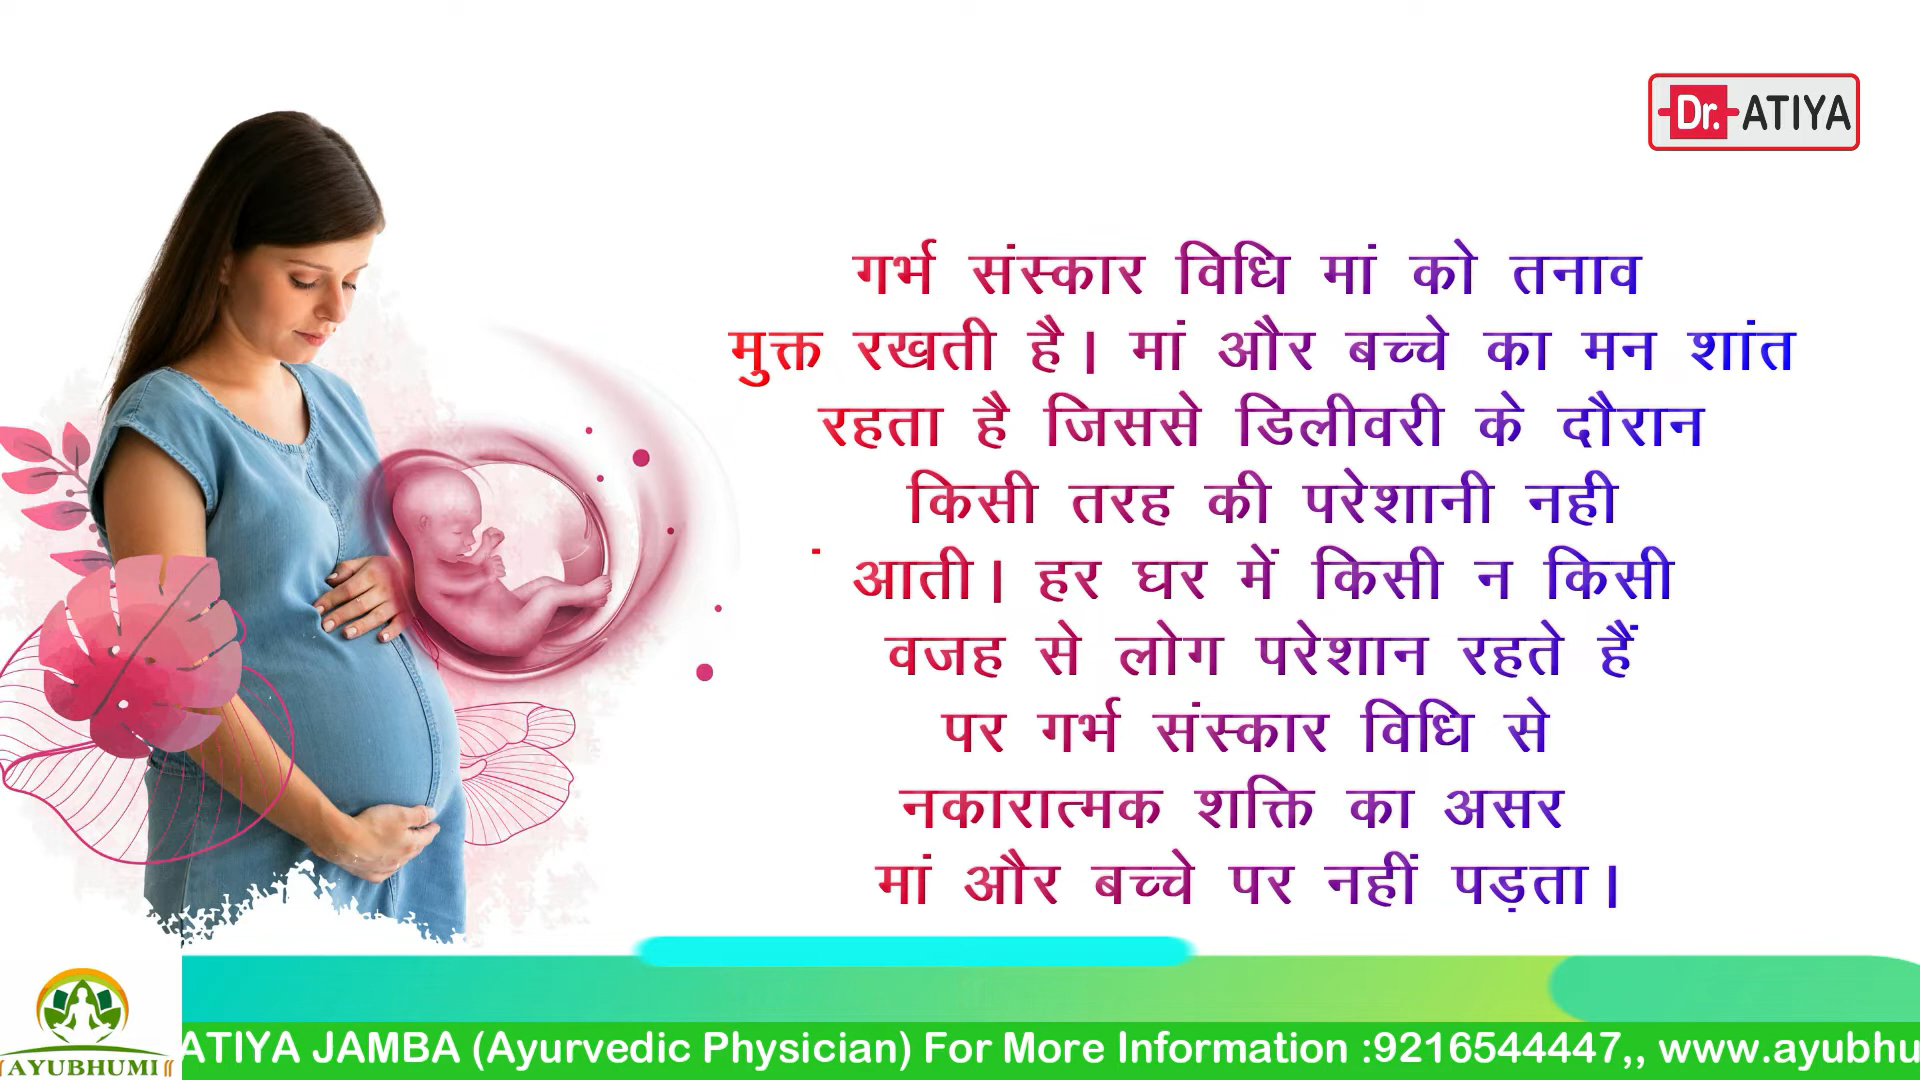 Dr. ATIYA
गर्भ संस्कार विधि मां को तनाव
मुक्त रखती है। मां और बच्चे का मन शांत
रहता है जिससे डिलीवरी के दौरान
किसी तरह की परेशानी नही
ं आती। हर घर में किसी न किसी
वजह से लोग परेशान रहते हैं
पर गर्भ संस्कार विधि से
नकारात्मक शक्ति का असर
मां और बच्चे पर नहीं पड़ता।
AYUBHUMI
ATIYA JAMBA (Ayurvedic Physician) For More Information :9216544447,, www.ayubhu